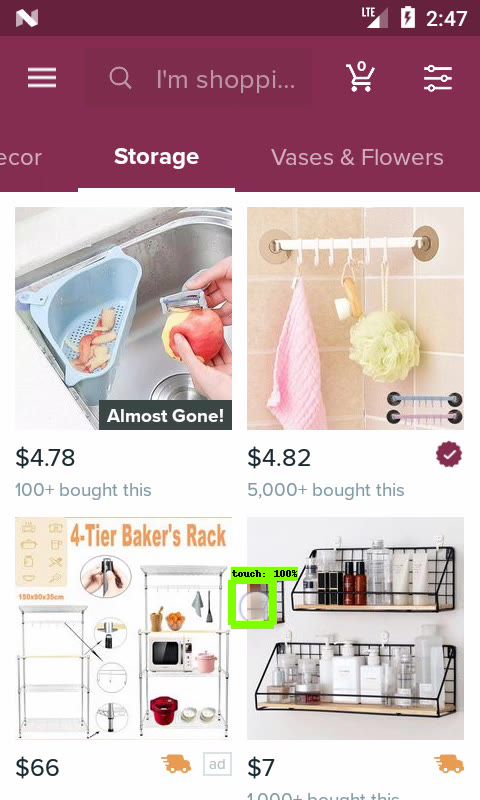 LTE 2:47
0
I'm shoppi...
ecor Storage Vases & Flowers
Almost Gone!
$4.78
100+ bought this
$4.82
5,000+ bought this
4-Tier Baker's Rack
150x90x35cm
touch: 100%
$66
ad
$7
1,000+ bought this